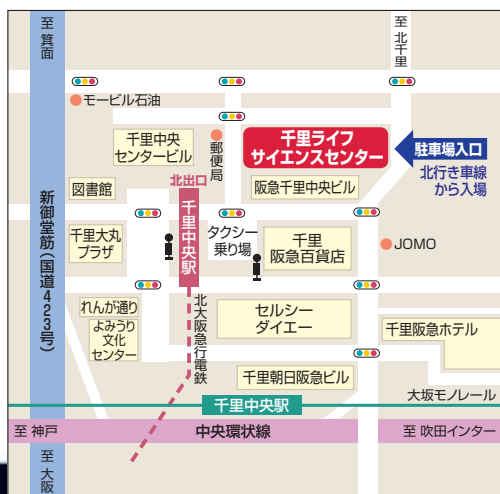 至
箕
面
至
北
千
里
モービル石油
千里中央
センタービル
郵便局
千里ライフ
サイエンスセンター
駐車場入口
北行き車線
から入場
図書館
北出口
阪急千里中央ビル
新御堂筋(国道423号)
千里大丸
プラザ
千里中央駅
タクシー
乗り場
千里
阪急百貨店
JOMO
れんが通り
よみうり
文化
センター
北大阪急行電鉄
セルシー
ダイエー
千里阪急ホテル
千里朝日阪急ビル
大坂モノレール
千里中央駅
至 神戸
中央環状線
至 吹田インター
至
大
阪